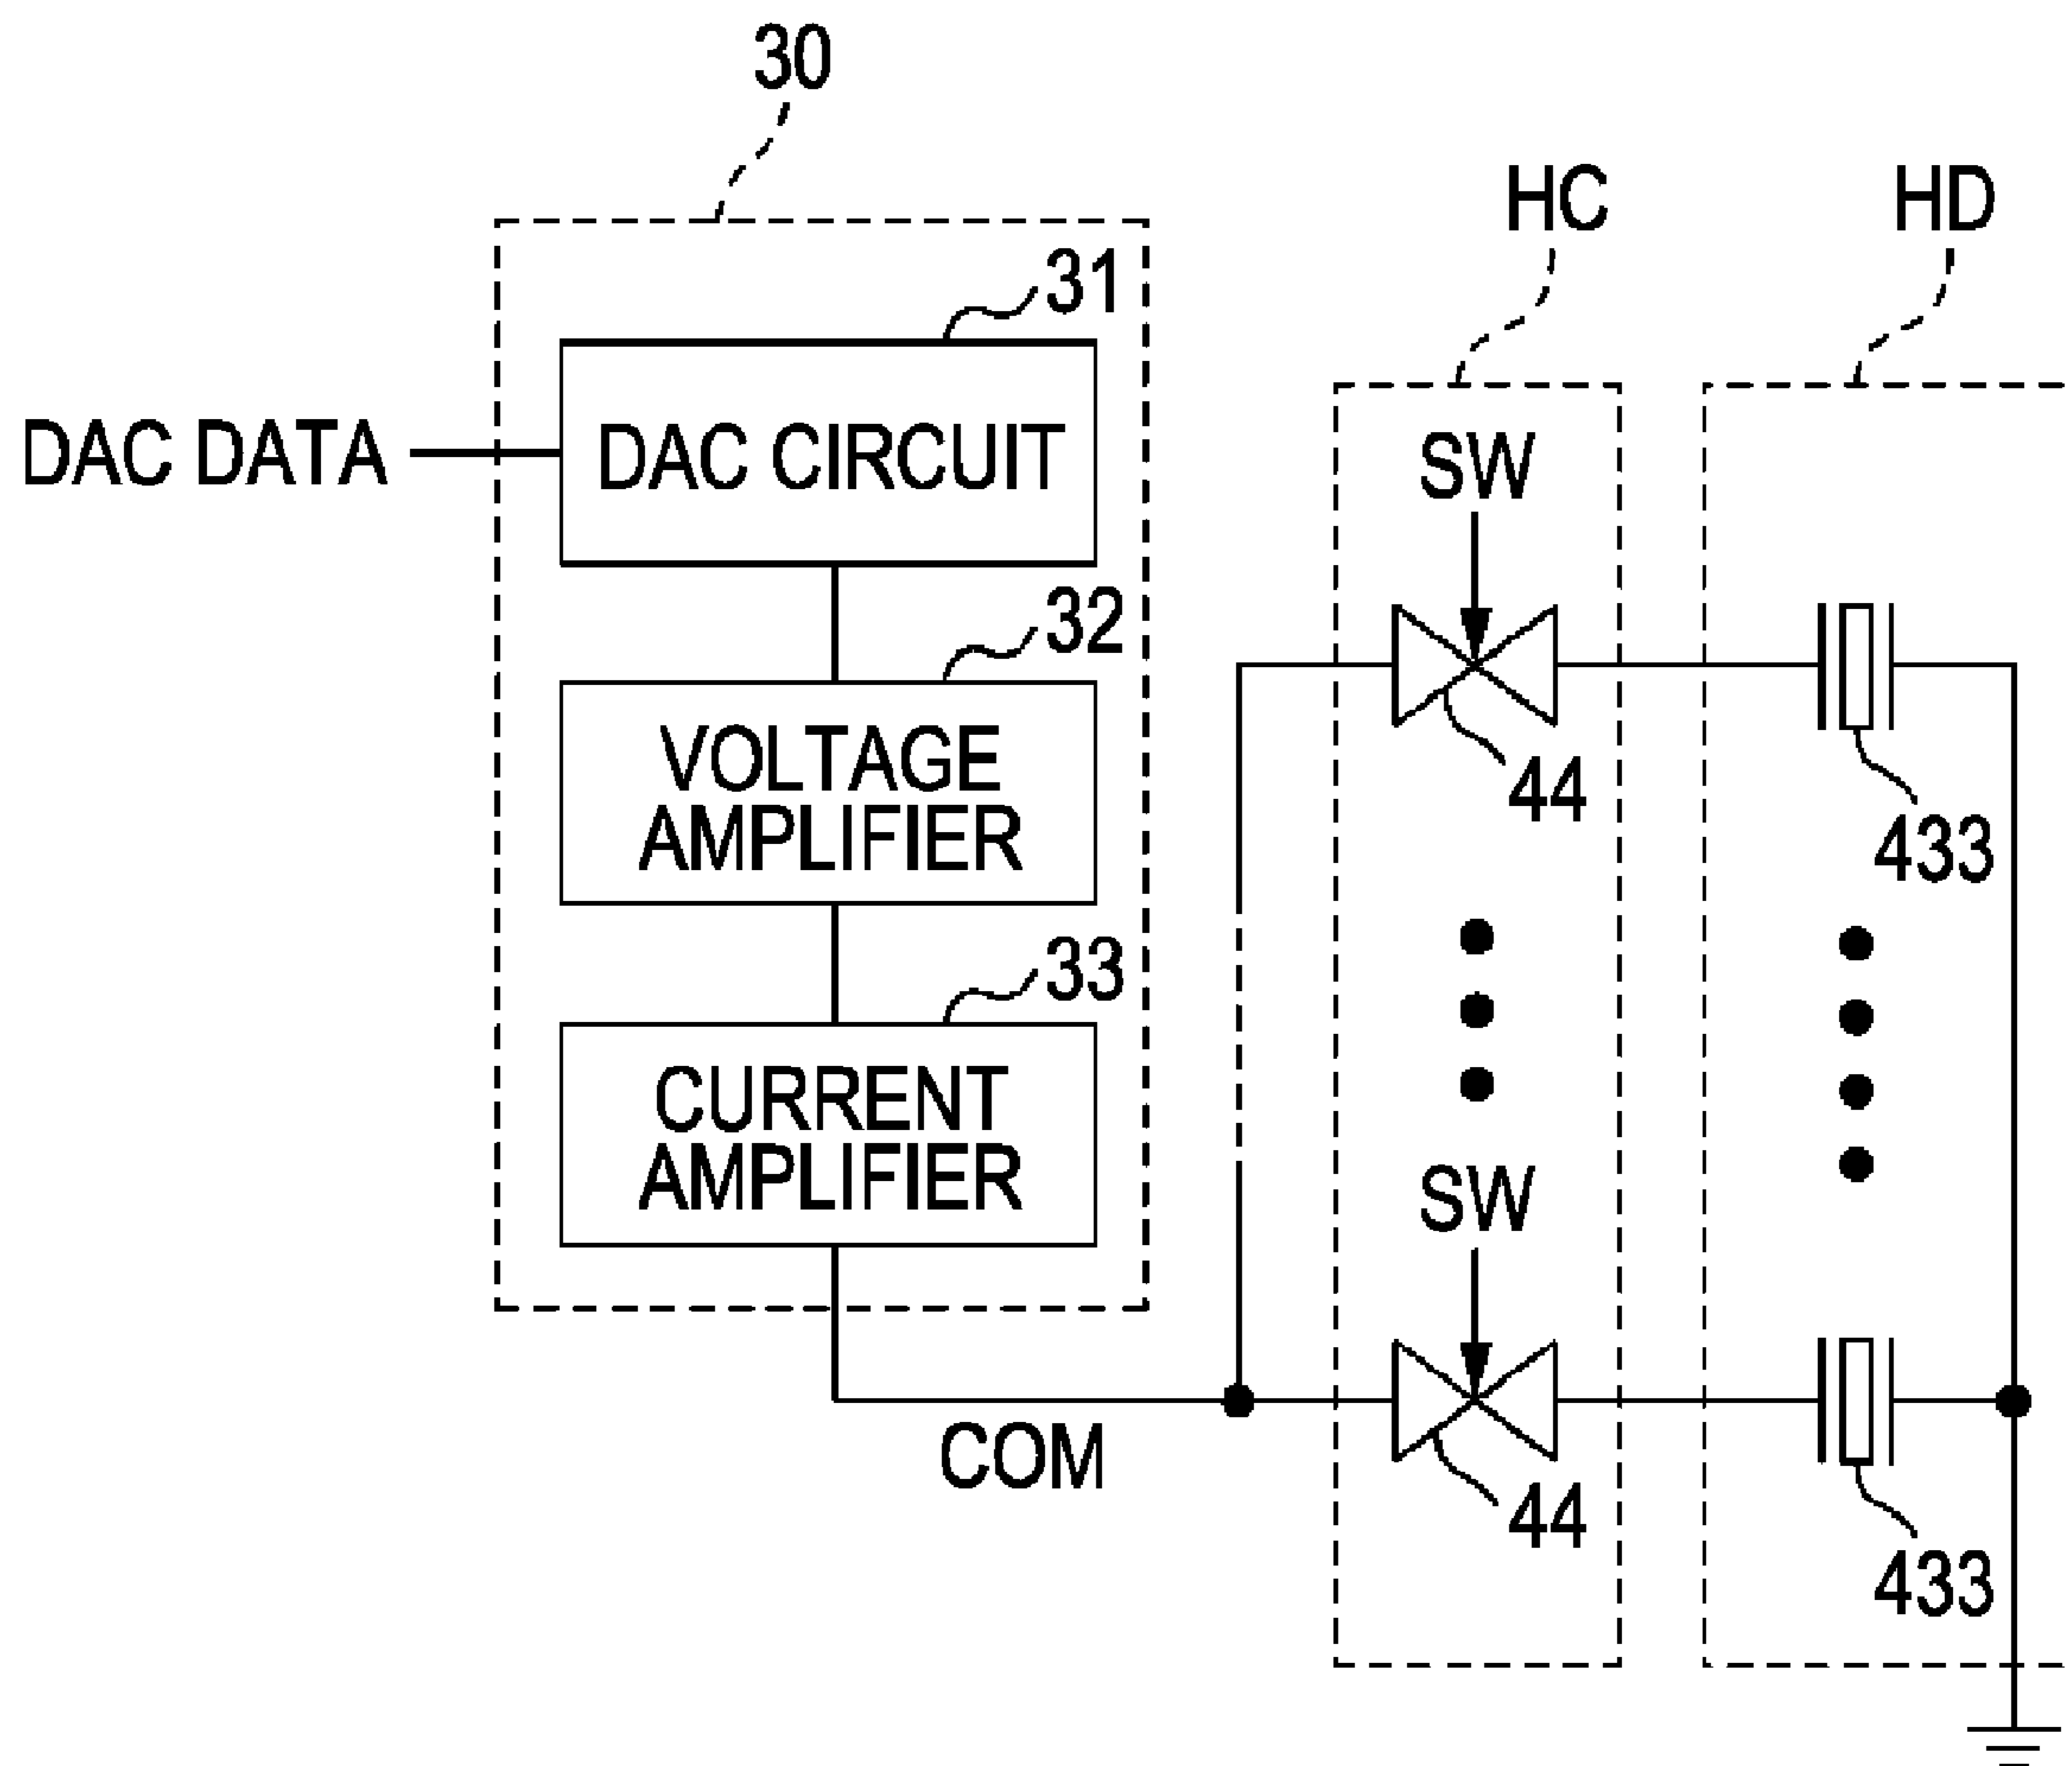 30
HC
HD
31
DAC DATA
DAC CIRCUIT
SW
32
VOLTAGE
AMPLIFIER
44
433
33
CURRENT
AMPLIFIER
SW
COM
44
433